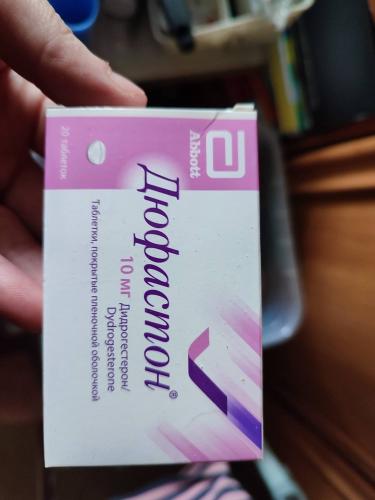 20 таблеток
Abbott
Дюфастон®
10 мг Дидрогестерон/
Dydrogesterone
Таблетки, покрытые пленочной оболочкой